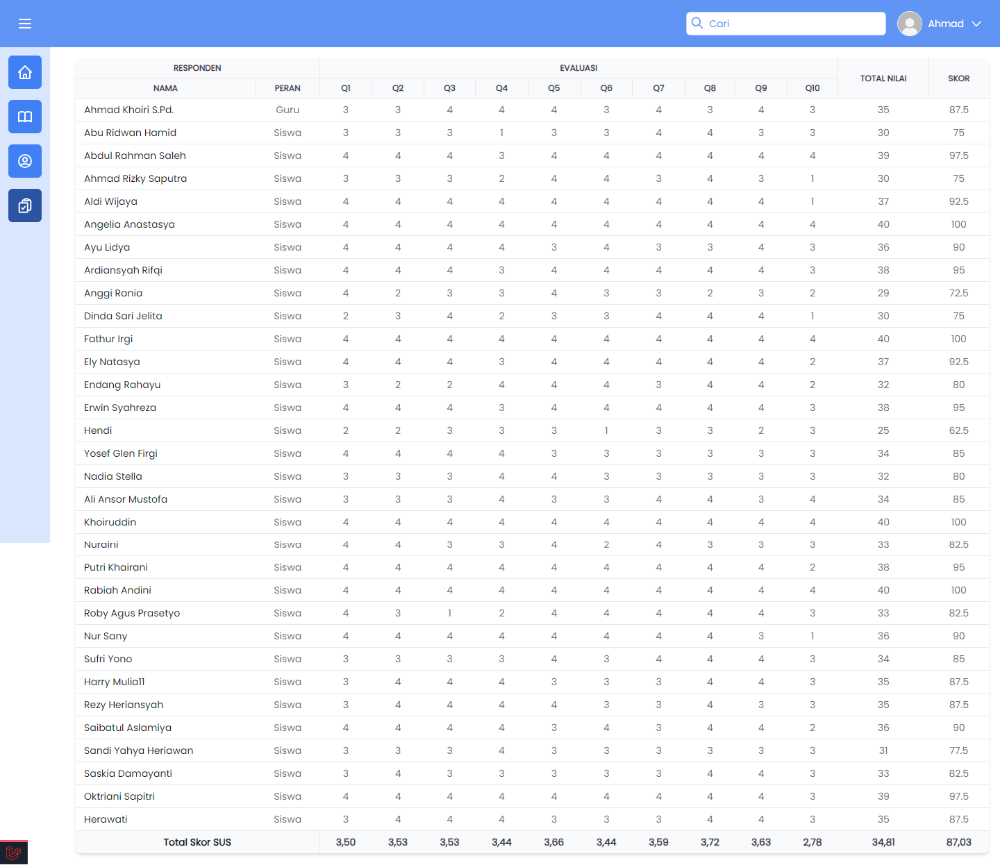 Cari
Ahmad
RESPONDEN EVALUASI TOTAL NILAI SKOR
NAMA PERAN Q1 Q2 Q3 Q4 Q5 Q6 Q7 Q8 Q9 Q10
Ahmad Khoiri S.Pd. Guru 3 3 4 4 4 3 4 3 4 3 35 87.5
Abu Ridwan Hamid Siswa 3 3 3 1 3 3 4 4 3 3 30 75
Abdul Rahman Saleh Siswa 4 4 4 3 4 4 4 4 4 4 39 97.5
Ahmad Rizky Saputra Siswa 3 3 3 2 4 4 3 4 3 1 30 75
Aldi Wijaya Siswa 4 4 4 4 4 4 4 4 4 1 37 92.5
Angelia Anastasya Siswa 4 4 4 4 4 4 4 4 4 4 40 100
Ayu Lidya Siswa 4 4 4 4 3 4 3 3 4 3 36 90
Ardiansyah Rifqi Siswa 4 4 4 3 4 4 4 4 4 3 38 95
Anggi Rania Siswa 4 2 3 3 4 3 3 2 3 2 29 72.5
Dinda Sari Jelita Siswa 2 3 4 2 3 3 4 4 4 1 30 75
Fathur Irgi Siswa 4 4 4 4 4 4 4 4 4 4 40 100
Ely Natasya Siswa 4 4 4 3 4 4 4 4 4 2 37 92.5
Endang Rahayu Siswa 3 2 2 4 4 4 3 4 4 2 32 80
Erwin Syahreza Siswa 4 4 4 3 4 4 4 4 4 3 38 95
Hendi Siswa 2 2 3 3 3 1 3 3 2 3 25 62.5
Yosef Glen Firgi Siswa 4 4 4 4 3 3 3 3 3 3 34 85
Nadia Stella Siswa 3 3 3 4 4 3 3 3 3 3 32 80
Ali Ansor Mustofa Siswa 3 3 3 4 3 3 4 4 3 4 34 85
Khoiruddin Siswa 4 4 4 4 4 4 4 4 4 4 40 100
Nuraini Siswa 4 4 3 3 4 2 4 3 3 3 33 82.5
Putri Khairani Siswa 4 4 4 4 4 4 4 4 4 2 38 95
Rabiah Andini Siswa 4 4 4 4 4 4 4 4 4 4 40 100
Roby Agus Prasetyo Siswa 4 3 1 2 4 4 4 4 4 3 33 82.5
Nur Sany Siswa 4 4 4 4 4 4 4 4 3 1 36 90
Sufri Yono Siswa 3 3 3 3 4 3 4 4 4 3 34 85
Harry Mulia11 Siswa 3 4 4 4 3 3 3 4 4 3 35 87.5
Rezy Heriansyah Siswa 3 4 4 4 4 3 3 4 3 3 35 87.5
Saibatul Aslamiya Siswa 4 4 4 4 3 4 3 4 4 2 36 90
Sandi Yahya Heriawan Siswa 3 3 3 4 3 3 3 3 3 3 31 77.5
Saskia Damayanti Siswa 3 4 3 3 3 3 3 4 4 3 33 82.5
Oktriani Sapitri Siswa 4 4 4 4 4 4 4 4 4 3 39 97.5
Herawati Siswa 3 4 4 4 3 3 3 4 4 3 35 87.5
Total Skor SUS 3,50 3,53 3,53 3,44 3,66 3,44 3,59 3,72 3,63 2,78 34,81 87,03